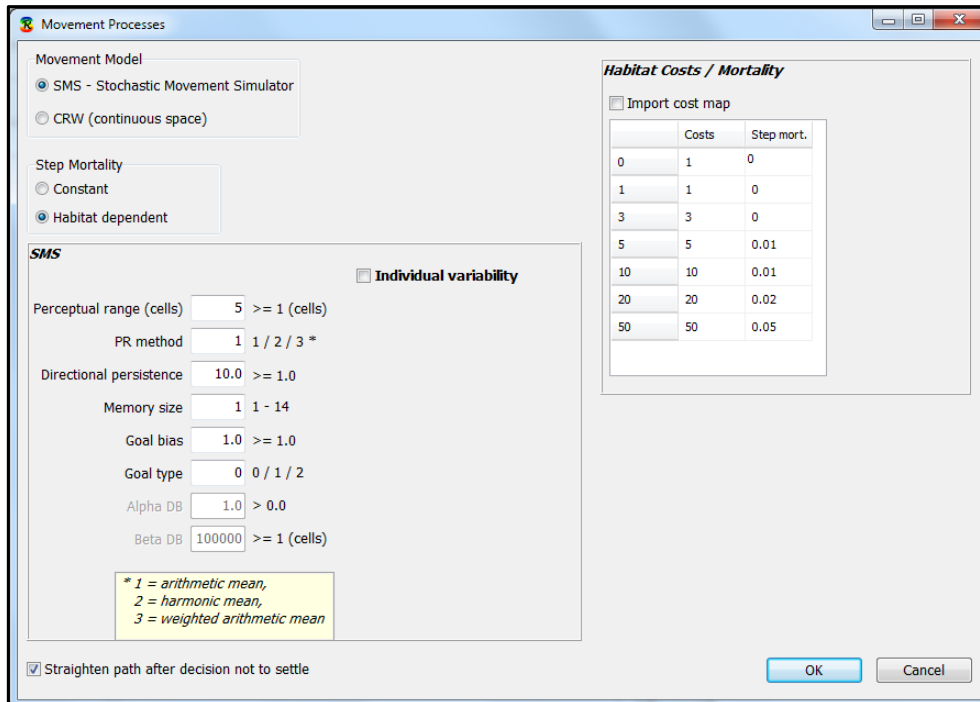 Movement Processes
Movement Model
SMS - Stochastic Movement Simulator
CRW (continuous space)
Step Mortality
Constant
Habitat dependent
SMS
Individual variability
Perceptual range (cells) 5 >= 1 (cells)
PR method 1 1 / 2 / 3 *
Directional persistence 10.0 >= 1.0
Memory size 1 1 - 14
Goal bias 1.0 >= 1.0
Goal type 0 0 / 1 / 2
Alpha DB 1.0 > 0.0
Beta DB 100000 >= 1 (cells)
* 1 = arithmetic mean,
2 = harmonic mean,
3 = weighted arithmetic mean
Straighten path after decision not to settle
Habitat Costs / Mortality
Import cost map
Costs Step mort.
0 1 0
1 1 0
3 3 0
5 5 0.01
10 10 0.01
20 20 0.02
50 50 0.05
OK Cancel